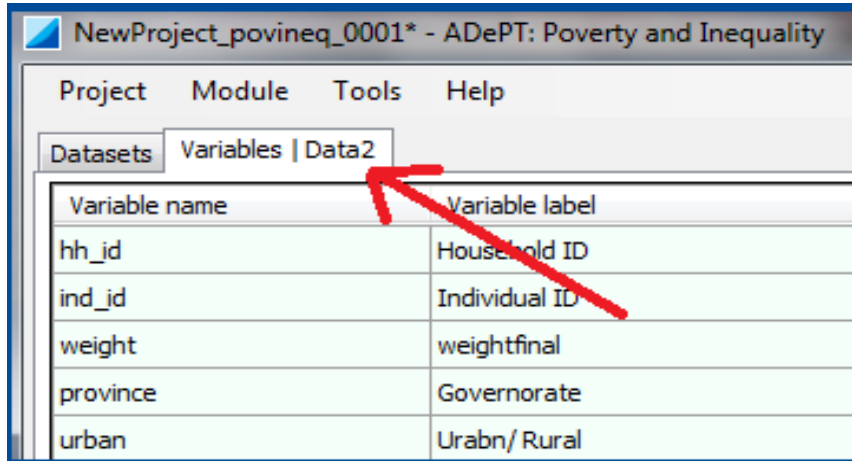 NewProject_povineq_0001* - ADePT: Poverty and Inequality
Project Module Tools Help
Datasets Variables | Data2
Variable name Variable label
hh_id Household ID
ind_id Individual ID
weight weightfinal
province Governorate
urban Urabn/ Rural